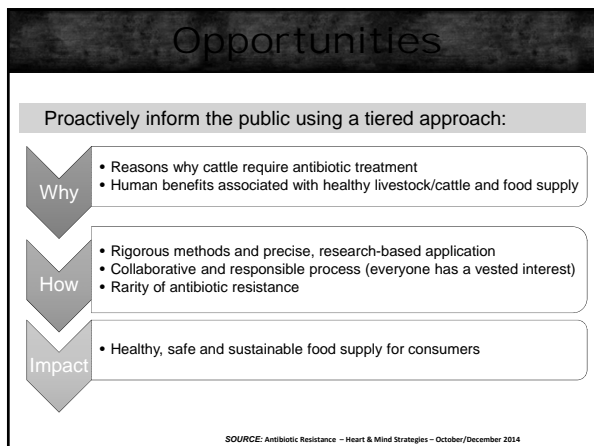 Opportunities
Proactively inform the public using a tiered approach:
Why
• Reasons why cattle require antibiotic treatment
• Human benefits associated with healthy livestock/cattle and food supply
How
• Rigorous methods and precise, research-based application
• Collaborative and responsible process (everyone has a vested interest)
• Rarity of antibiotic resistance
Impact
• Healthy, safe and sustainable food supply for consumers
SOURCE: Antibiotic Resistance – Heart & Mind Strategies – October/December 2014